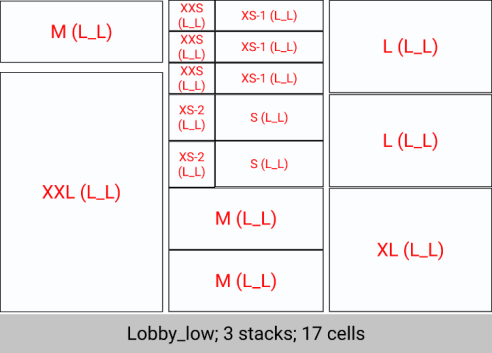 M (L_L)
XXL (L_L)
XXS
(L_L)
XS-1 (L_L)
XXS
(L_L)
XS-1 (L_L)
XXS
(L_L)
XS-1 (L_L)
XS-2
(L_L)
S (L_L)
XS-2
(L_L)
S (L_L)
M (L_L)
M (L_L)
L (L_L)
L (L_L)
XL (L_L)
Lobby_low; 3 stacks; 17 cells